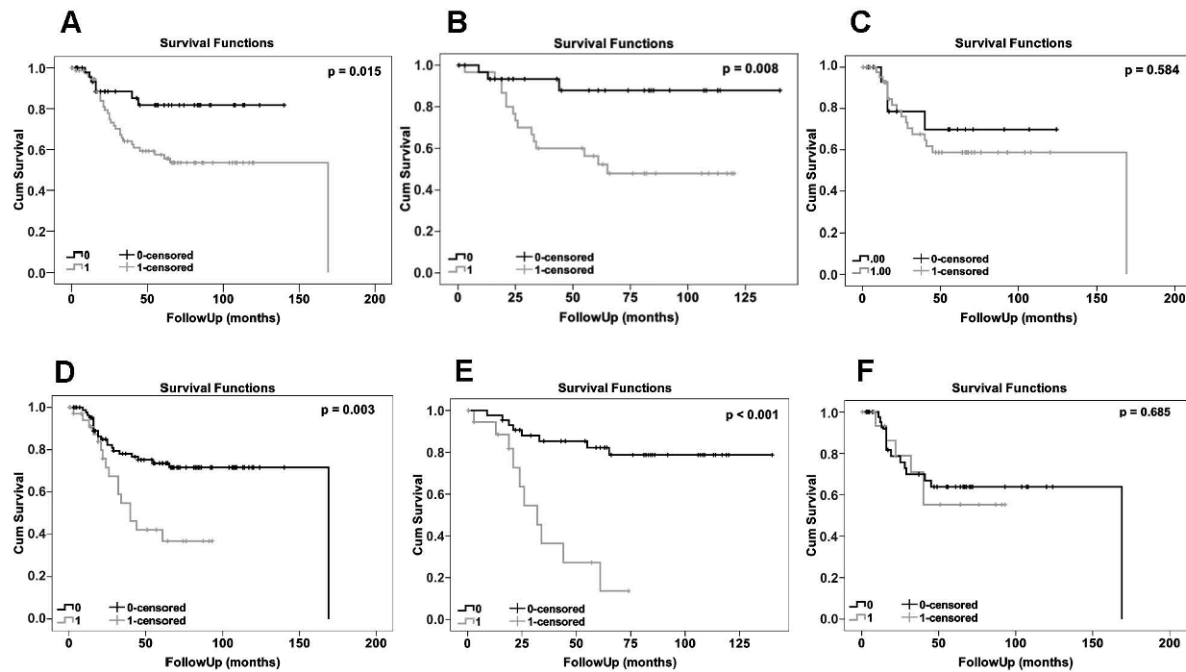 A
Survival Functions
p = 0.015
Cum Survival
1.0
0.8
0.6
0.4
0.2
0.0
0 0-censored
1 1-censored
0 50 100 150 200
FollowUp (months)
B
Survival Functions
p = 0.008
Cum Survival
1.0
0.8
0.6
0.4
0.2
0.0
0 0-censored
1 1-censored
0 25 50 75 100 125
FollowUp (months)
C
Survival Functions
p = 0.584
Cum Survival
1.0
0.8
0.6
0.4
0.2
0.0
.00 0-censored
1.00 1-censored
0 50 100 150 200
FollowUp (months)
D
Survival Functions
p = 0.003
Cum Survival
1.0
0.8
0.6
0.4
0.2
0.0
0 0-censored
1 1-censored
0 50 100 150 200
FollowUp (months)
E
Survival Functions
p < 0.001
Cum Survival
1.0
0.8
0.6
0.4
0.2
0.0
0 0-censored
1 1-censored
0 25 50 75 100 125
FollowUp (months)
F
Survival Functions
p = 0.685
Cum Survival
1.0
0.8
0.6
0.4
0.2
0.0
0 0-censored
1 1-censored
0 50 100 150 200
FollowUp (months)